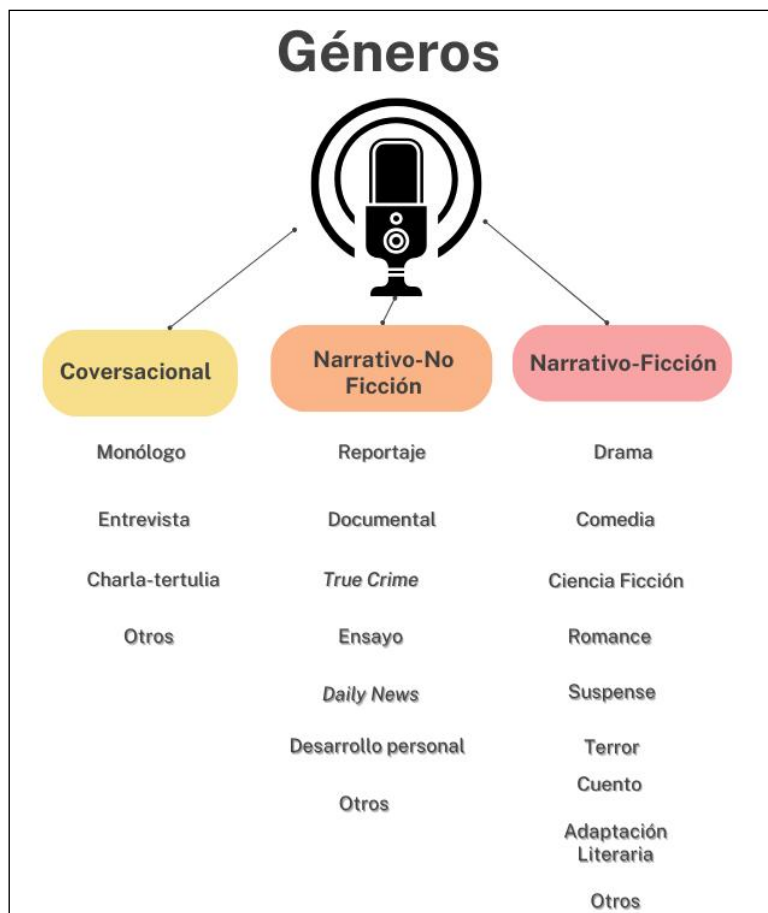 Géneros
Coversacional
Narrativo-No
Ficción
Narrativo-Ficción
Monólogo
Entrevista
Charla-tertulia
Otros
Reportaje
Documental
True Crime
Ensayo
Daily News
Desarrollo personal
Otros
Drama
Comedia
Ciencia Ficción
Romance
Suspense
Terror
Cuento
Adaptación
Literaria
Otros